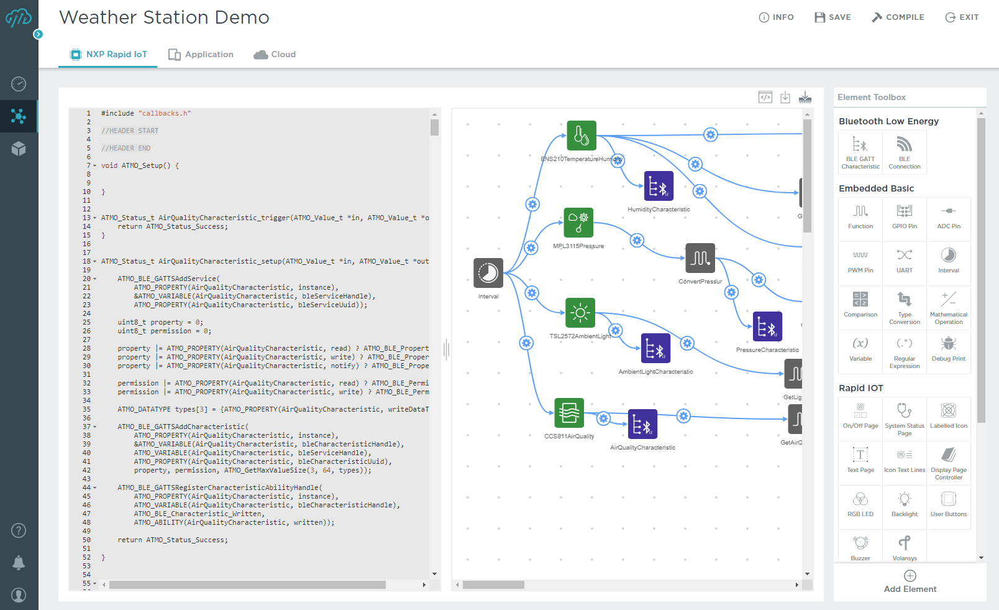 Weather Station Demo
INFO
SAVE
COMPILE
EXIT
NXP Rapid IoT
Application
Cloud
1 #include "callbacks.h"
2
3 //HEADER START
4
5 //HEADER END
6
7 void ATMO_Setup() {
8
9
10 }
11
12
13 ATMO_Status_t AirQualityCharacteristic_trigger(ATMO_Value_t *in, ATMO_Value_t *o
14 return ATMO_Status_Success;
15 }
16
17
18 ATMO_Status_t AirQualityCharacteristic_setup(ATMO_Value_t *in, ATMO_Value_t *out
19
20 ATMO_BLE_GATTSAddService(
21 ATMO_PROPERTY(AirQualityCharacteristic, instance),
22 &ATMO_VARIABLE(AirQualityCharacteristic, bleServiceHandle),
23 ATMO_PROPERTY(AirQualityCharacteristic, bleServiceUuid));
24
25 uint8_t property = 0;
26 uint8_t permission = 0;
27
28 property |= ATMO_PROPERTY(AirQualityCharacteristic, read) ? ATMO_BLE_Propert
29 property |= ATMO_PROPERTY(AirQualityCharacteristic, write) ? ATMO_BLE_Proper
30 property |= ATMO_PROPERTY(AirQualityCharacteristic, notify) ? ATMO_BLE_Prope
31
32 permission |= ATMO_PROPERTY(AirQualityCharacteristic, read) ? ATMO_BLE_Permi
33 permission |= ATMO_PROPERTY(AirQualityCharacteristic, write) ? ATMO_BLE_Perm
34
35 ATMO_DATATYPE types[3] = {ATMO_PROPERTY(AirQualityCharacteristic, writeDataT
36
37 ATMO_BLE_GATTSAddCharacteristic(
38 ATMO_PROPERTY(AirQualityCharacteristic, instance),
39 &ATMO_VARIABLE(AirQualityCharacteristic, bleCharacteristicHandle),
40 ATMO_VARIABLE(AirQualityCharacteristic, bleServiceHandle),
41 ATMO_PROPERTY(AirQualityCharacteristic, bleCharacteristicUuid),
42 property, permission, ATMO_GetMaxValueSize(3, 64, types));
43
44 ATMO_BLE_GATTSRegisterCharacteristicAbilityHandle(
45 ATMO_PROPERTY(AirQualityCharacteristic, instance),
46 ATMO_VARIABLE(AirQualityCharacteristic, bleCharacteristicHandle),
47 ATMO_BLE_Characteristic_Written,
48 ATMO_ABILITY(AirQualityCharacteristic, written));
49
50 return ATMO_Status_Success;
51
52 }
53
54
55
ENS210TemperatureHumidity
HumidityCharacteristic
G
MPL3115Pressure
ConvertPressur
Interval
TSL2572AmbientLight
PressureCharacteristic
AmbientLightCharacteristic
GetLig
CCS811AirQuality
AirQualityCharacteristic
GetAirQ
Element Toolbox
Bluetooth Low Energy
BLE GATT
Characteristic
BLE
Connection
Embedded Basic
Function
GPIO Pin
ADC Pin
PWM Pin
UART
Interval
Comparison
Type
Conversion
Mathematical
Operation
(x)
(.*)
Variable
Regular
Expression
Debug Print
Rapid IOT
On/Off Page
System Status
Page
Labelled Icon
T
Text Page
Icon Text Lines
Display Page
Controller
RGB LED
Backlight
User Buttons
Buzzer
Volansys
Add Element